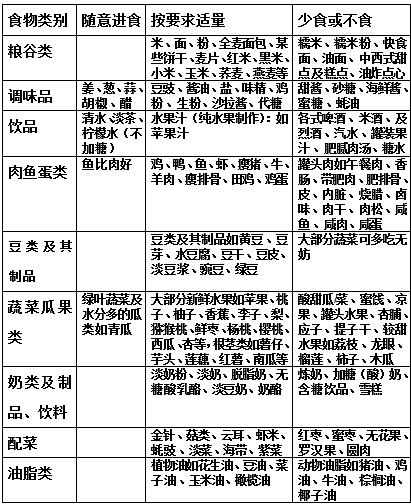 食物类别 随意进食 按要求适量 少食或不食
粮谷类
米、面、粉、全麦面包、某
些饼干、麦片、红米、黑米、
小米、玉米、荞麦、燕麦等
糯米、糯米粉、快食
面、油面、中西式甜
点及糕点、油炸点心
调味品
姜、葱、蒜、
胡椒、醋
豆豉、酱油、盐、味精、鸡
粉、生粉、沙拉酱、代糖
甜酱、砂糖、海鲜酱、
蜜糖、蚝油
饮品
清水、淡茶、
柠檬水（不
加糖）
水果汁（纯水果制作）：如
苹果汁
各式啤酒、米酒、及
烈酒、汽水、罐装果
汁、肥腻肉汤、糖水
肉鱼蛋类
鱼比肉好
鸡、鸭、鱼、虾、瘦猪、牛、
羊肉、瘦排骨、田鸡、鸡蛋
罐头肉如午餐肉、香
肠、带肥肉、肥排骨、
皮、内脏、烧腊、卤
味、肉干、肉松、咸
鱼、咸肉、咸蛋
豆类及其
制品
豆类及其制品如黄豆、豆
芽、水豆腐、豆干、豆皮、
淡豆浆、豌豆、绿豆
大部分蔬菜可多吃无
妨
蔬菜瓜果
类
绿叶蔬菜及
水分多的瓜
类如青瓜
大部分新鲜水果如苹果、桃
子、柚子、香蕉、李子、梨、
猕猴桃、鲜枣、杨桃、樱桃、
西瓜、杏等，根茎类如薯仔、
芋头、莲藕、红薯、南瓜等
酸甜瓜菜、蜜饯、凉
果、罐头水果、杏脯、
应子、提子干、较甜
水果如荔枝、龙眼、
榴莲、柿子、木瓜
奶类及制
品、饮料
淡奶粉、淡奶、脱脂奶、无
糖酸乳酪、淡豆奶、奶酪
炼奶、加糖（酸）奶、
含糖饮品、雪糕
配菜
金针、菇类、云耳、虾米、
蚝豉、淡菜、海带、紫菜
红枣、蜜枣、无花果、
罗汉果、圆肉
油脂类
植物油如花生油、豆油、菜
子油、玉米油、橄榄油
动物油脂如猪油、鸡
油、牛油、棕榈油、
椰子油